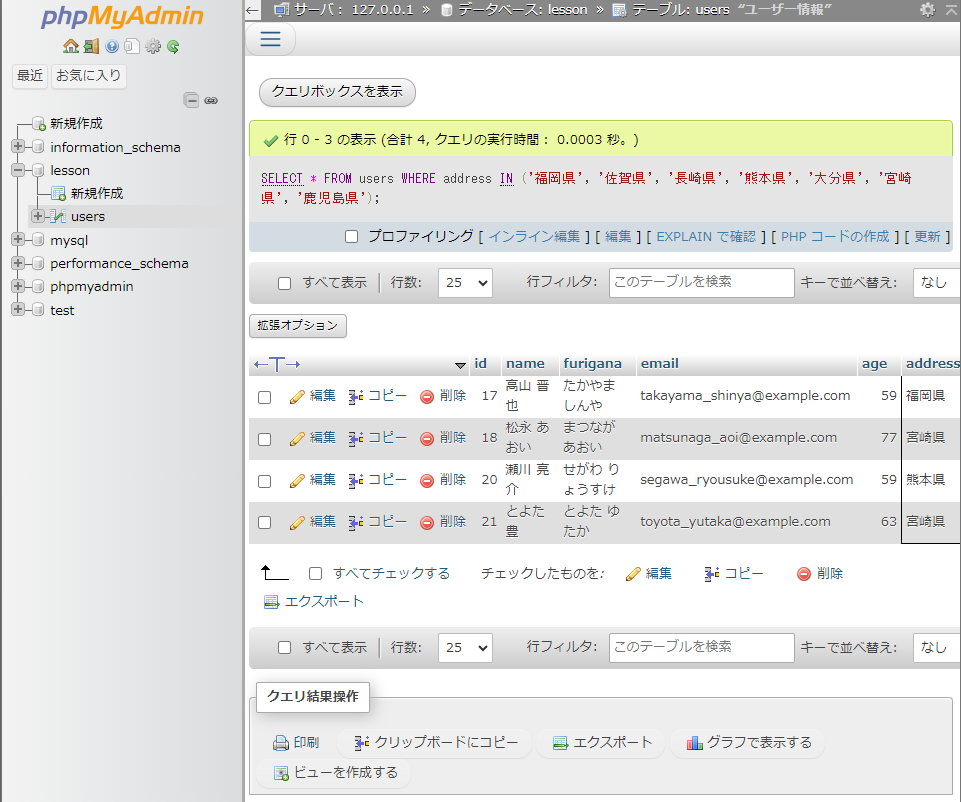 phpMyAdmin
最近 お気に入り
新規作成
information_schema
lesson
新規作成
users
mysql
performance_schema
phpmyadmin
test
サーバ: 127.0.0.1 » データベース: lesson » テーブル: users "ユーザー情報"
クエリボックスを表示
行 0 - 3 の表示 (合計 4, クエリの実行時間: 0.0003 秒。)
SELECT * FROM users WHERE address IN ('福岡県', '佐賀県', '長崎県', '熊本県', '大分県', '宮崎
県', '鹿児島県');
プロファイリング [ インライン編集 ] [ 編集 ] [ EXPLAIN で確認 ] [ PHP コードの作成 ] [ 更新 ]
すべて表示 行数: 25 行フィルタ: このテーブルを検索 キーで並べ替え: なし
拡張オプション
←T→ id name furigana email age address
編集 コピー 削除 17 高山 晋也 たかやま しんや takayama_shinya@example.com 59 福岡県
編集 コピー 削除 18 松永 あおい まつなが あおい matsunaga_aoi@example.com 77 宮崎県
編集 コピー 削除 20 瀬川 亮介 せがわ りょうすけ segawa_ryousuke@example.com 59 熊本県
編集 コピー 削除 21 とよた 豊 とよた ゆたか toyota_yutaka@example.com 63 宮崎県
すべてチェックする チェックしたものを: 編集 コピー 削除
エクスポート
すべて表示 行数: 25 行フィルタ: このテーブルを検索 キーで並べ替え: なし
クエリ結果操作
印刷 クリップボードにコピー エクスポート グラフで表示する
ビューを作成する